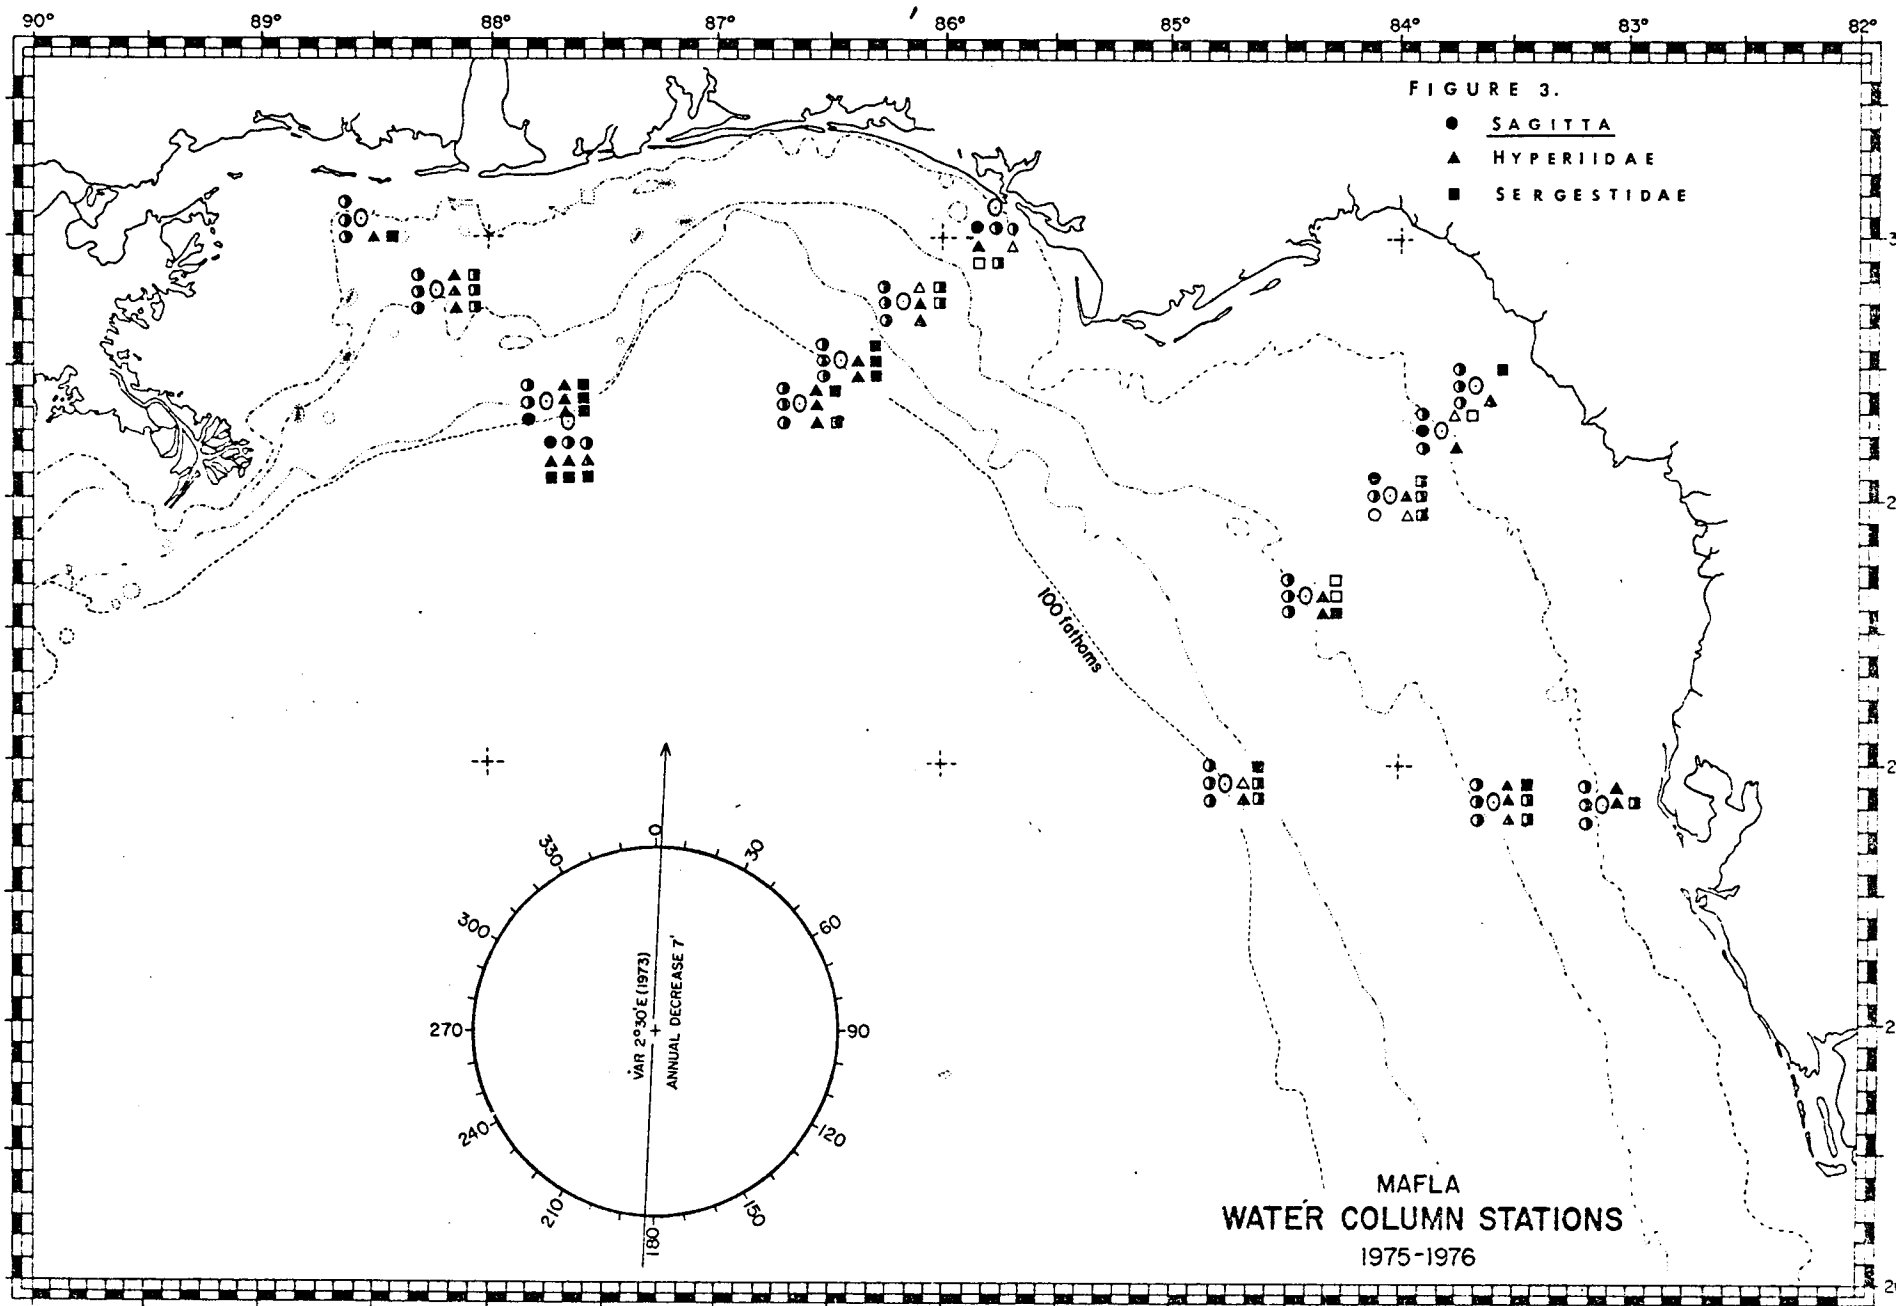 90° 89° 88° 87° 86° 85° 84° 83° 82°
FIGURE 3.
● SAGITTA
▲ HYPERIIDAE
■ SERGESTIDAE
100 fathoms
0
30
60
90
120
150
180
210
240
270
300
330
VAR 2°30'E (1973)
ANNUAL DECREASE 7'
MAFLA
WATER COLUMN STATIONS
1975-1976